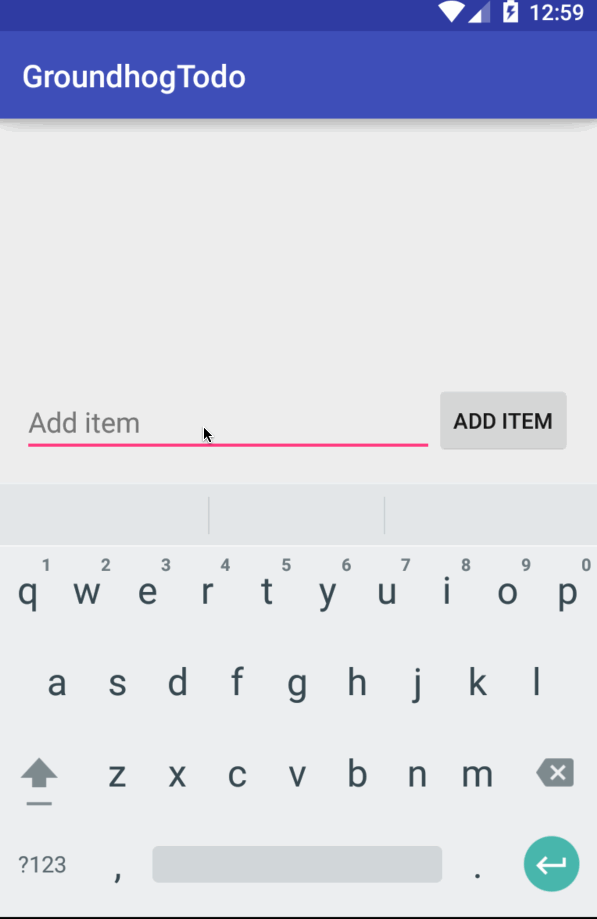 12:59
GroundhogTodo
Add item ADD ITEM
1 2 3 4 5 6 7 8 9 0
q w e r t y u i o p
a s d f g h j k l
z x c v b n m
?123 , .